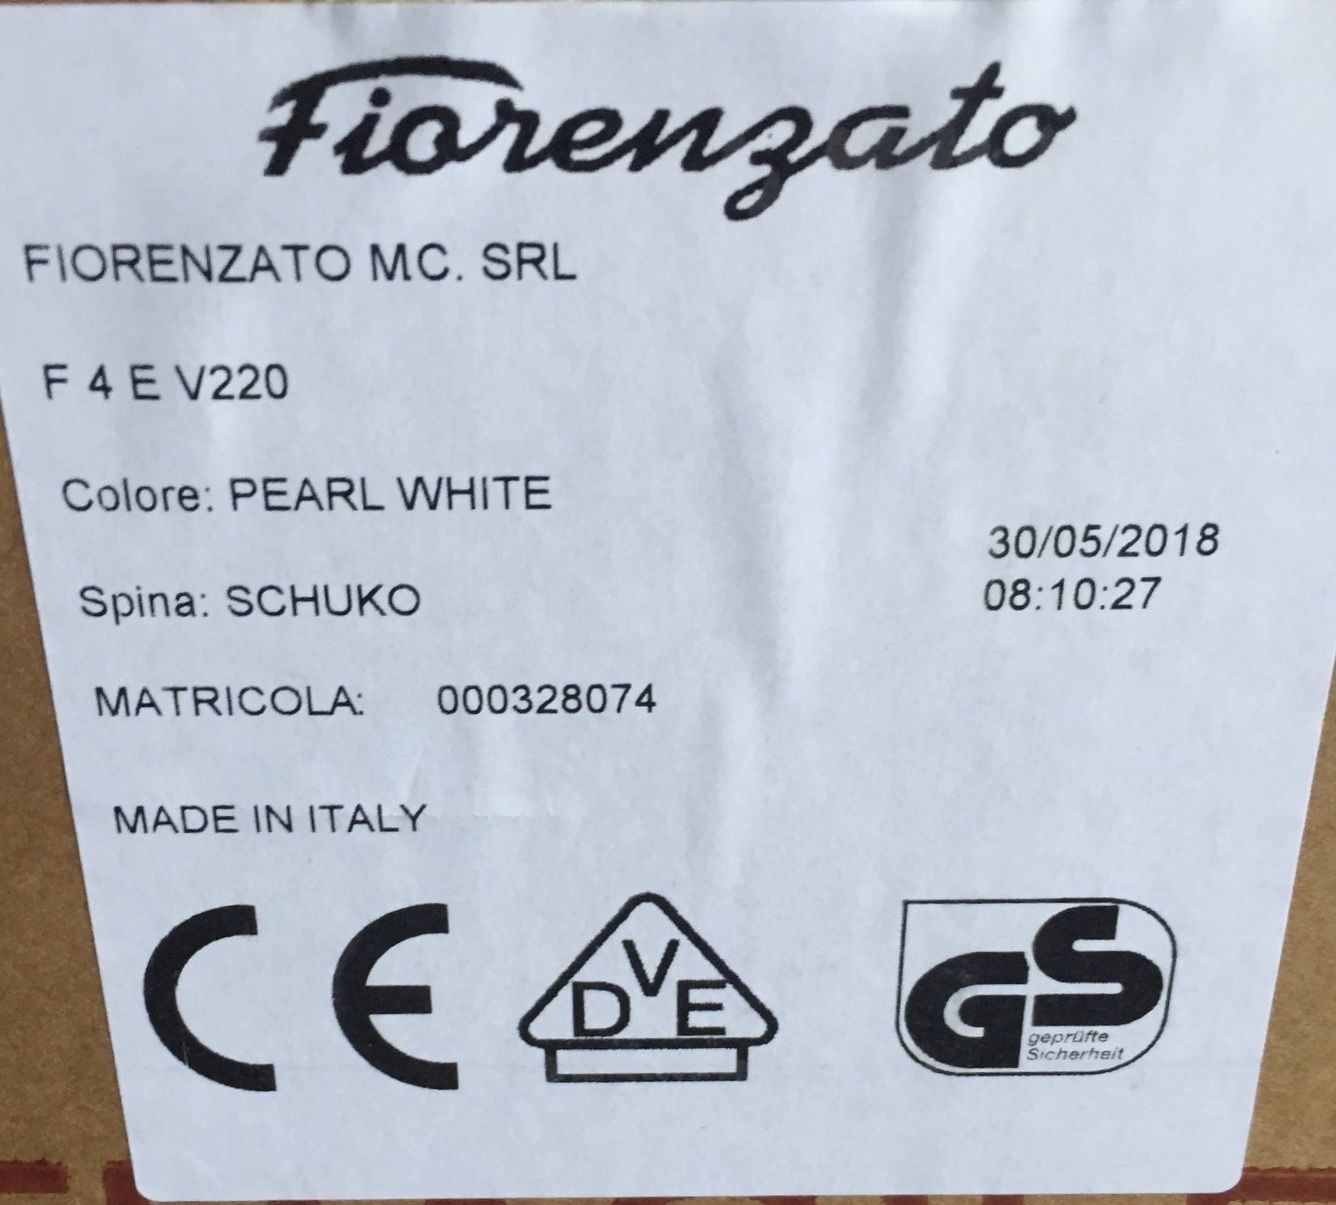 Fiorenzato
FIORENZATO MC. SRL
F 4 E V220
Colore: PEARL WHITE
30/05/2018
Spina: SCHUKO
08:10:27
MATRICOLA: 000328074
MADE IN ITALY
CE
DVE
GS
geprüfte
Sicherheit